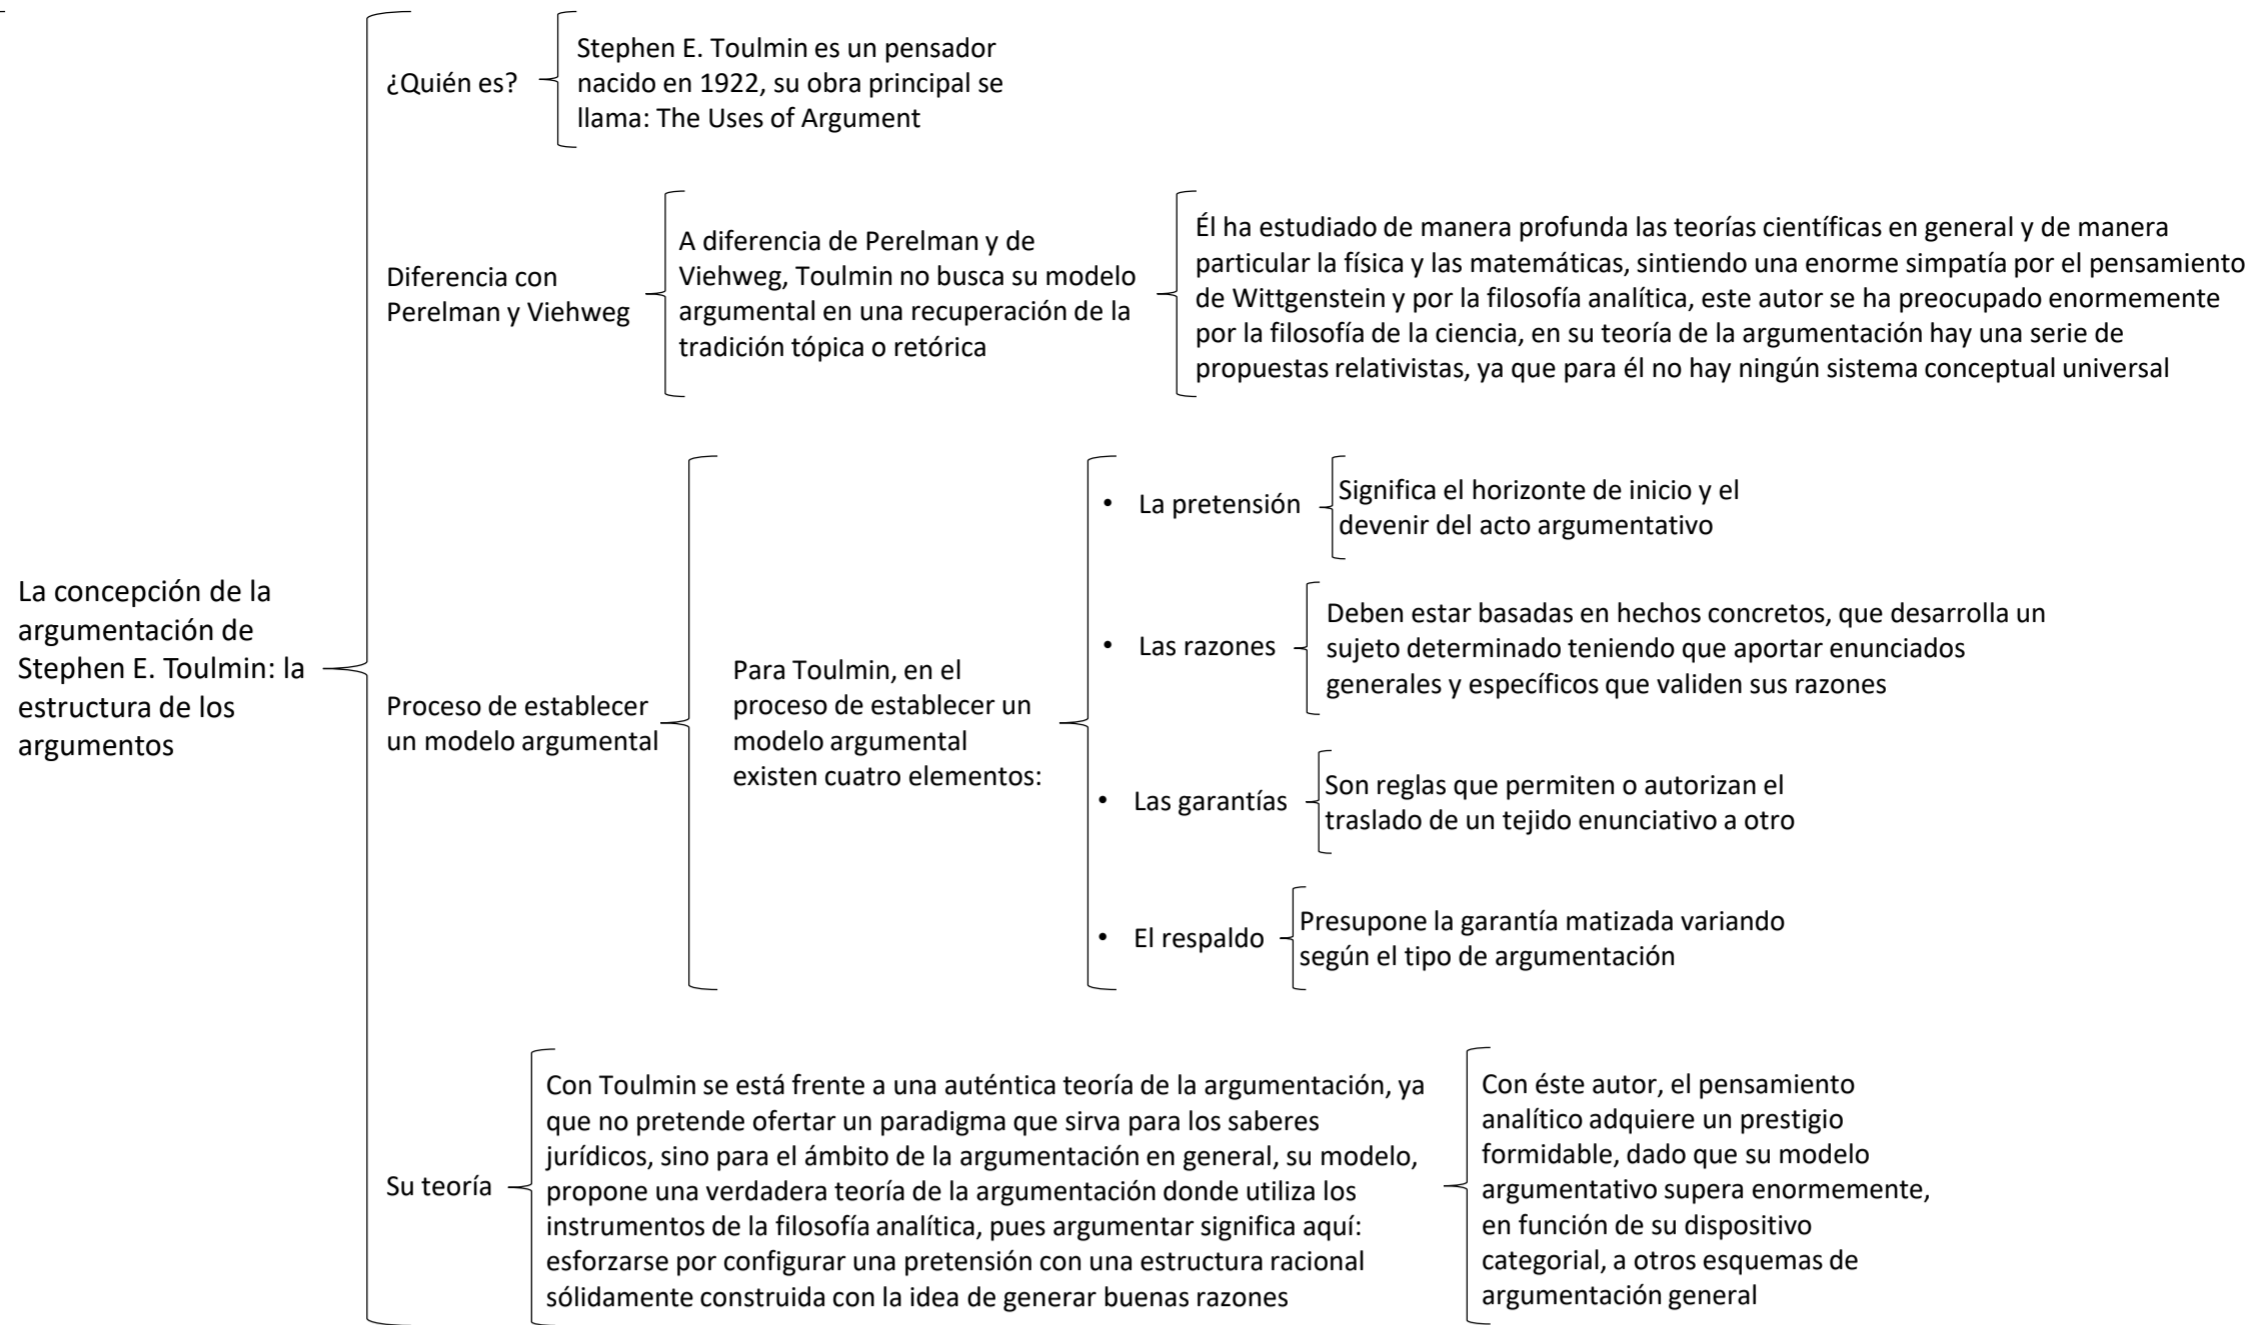 La concepción de la
argumentación de
Stephen E. Toulmin: la
estructura de los
argumentos
¿Quién es?
Stephen E. Toulmin es un pensador
nacido en 1922, su obra principal se
llama: The Uses of Argument
Diferencia con
Perelman y Viehweg
A diferencia de Perelman y de
Viehweg, Toulmin no busca su modelo
argumental en una recuperación de la
tradición tópica o retórica
Él ha estudiado de manera profunda las teorías científicas en general y de manera
particular la física y las matemáticas, sintiendo una enorme simpatía por el pensamiento
de Wittgenstein y por la filosofía analítica, este autor se ha preocupado enormemente
por la filosofía de la ciencia, en su teoría de la argumentación hay una serie de
propuestas relativistas, ya que para él no hay ningún sistema conceptual universal
Proceso de establecer
un modelo argumental
Para Toulmin, en el
proceso de establecer un
modelo argumental
existen cuatro elementos:
• La pretensión
Significa el horizonte de inicio y el
devenir del acto argumentativo
• Las razones
Deben estar basadas en hechos concretos, que desarrolla un
sujeto determinado teniendo que aportar enunciados
generales y específicos que validen sus razones
• Las garantías
Son reglas que permiten o autorizan el
traslado de un tejido enunciativo a otro
• El respaldo
Presupone la garantía matizada variando
según el tipo de argumentación
Su teoría
Con Toulmin se está frente a una auténtica teoría de la argumentación, ya
que no pretende ofertar un paradigma que sirva para los saberes
jurídicos, sino para el ámbito de la argumentación en general, su modelo,
propone una verdadera teoría de la argumentación donde utiliza los
instrumentos de la filosofía analítica, pues argumentar significa aquí:
esforzarse por configurar una pretensión con una estructura racional
sólidamente construida con la idea de generar buenas razones
Con éste autor, el pensamiento
analítico adquiere un prestigio
formidable, dado que su modelo
argumentativo supera enormemente,
en función de su dispositivo
categorial, a otros esquemas de
argumentación general